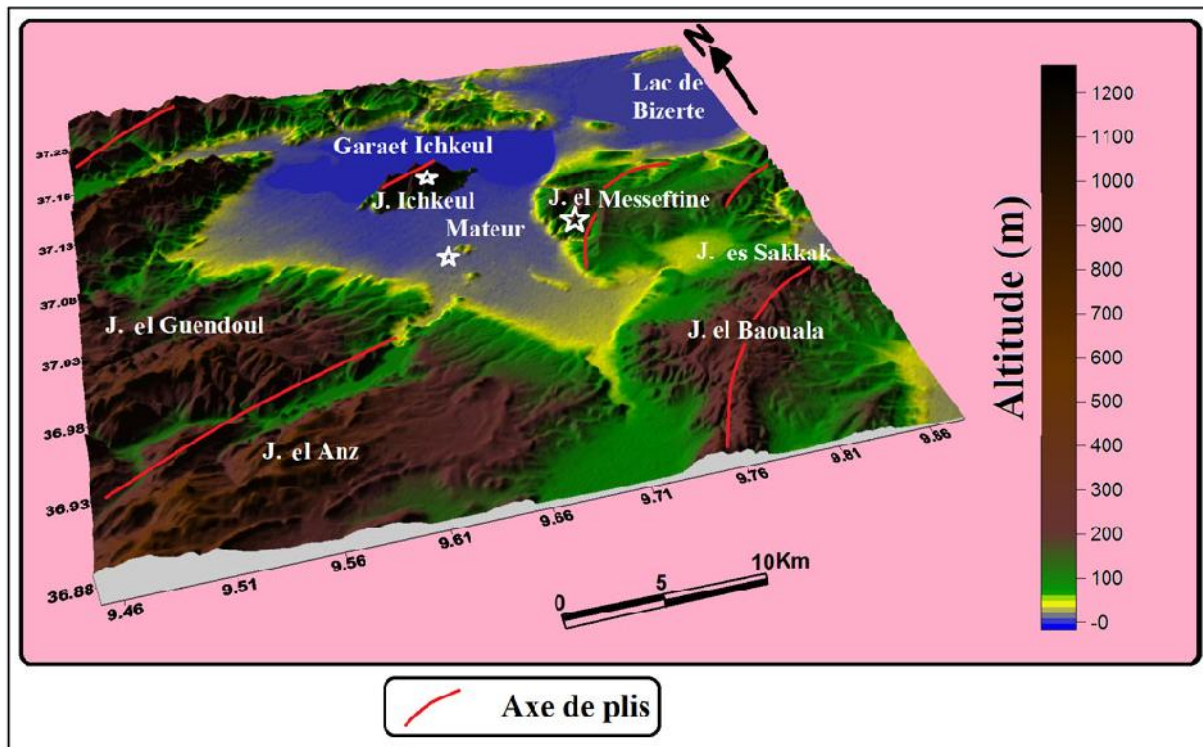 N
Lac de
Bizerte
Garaet Ichkeul
J. Ichkeul
J. el Messeftine
Mateur
J. es Sakkak
J. el Guendoul
J. el Baouala
J. el Anz
37.23
37.18
37.13
37.08
37.03
36.98
36.93
36.88
9.46
9.51
9.56
9.61
9.66
9.71
9.76
9.81
9.86
0
5
10Km
Altitude (m)
1200
1100
1000
900
800
700
600
500
400
300
200
100
-0
Axe de plis